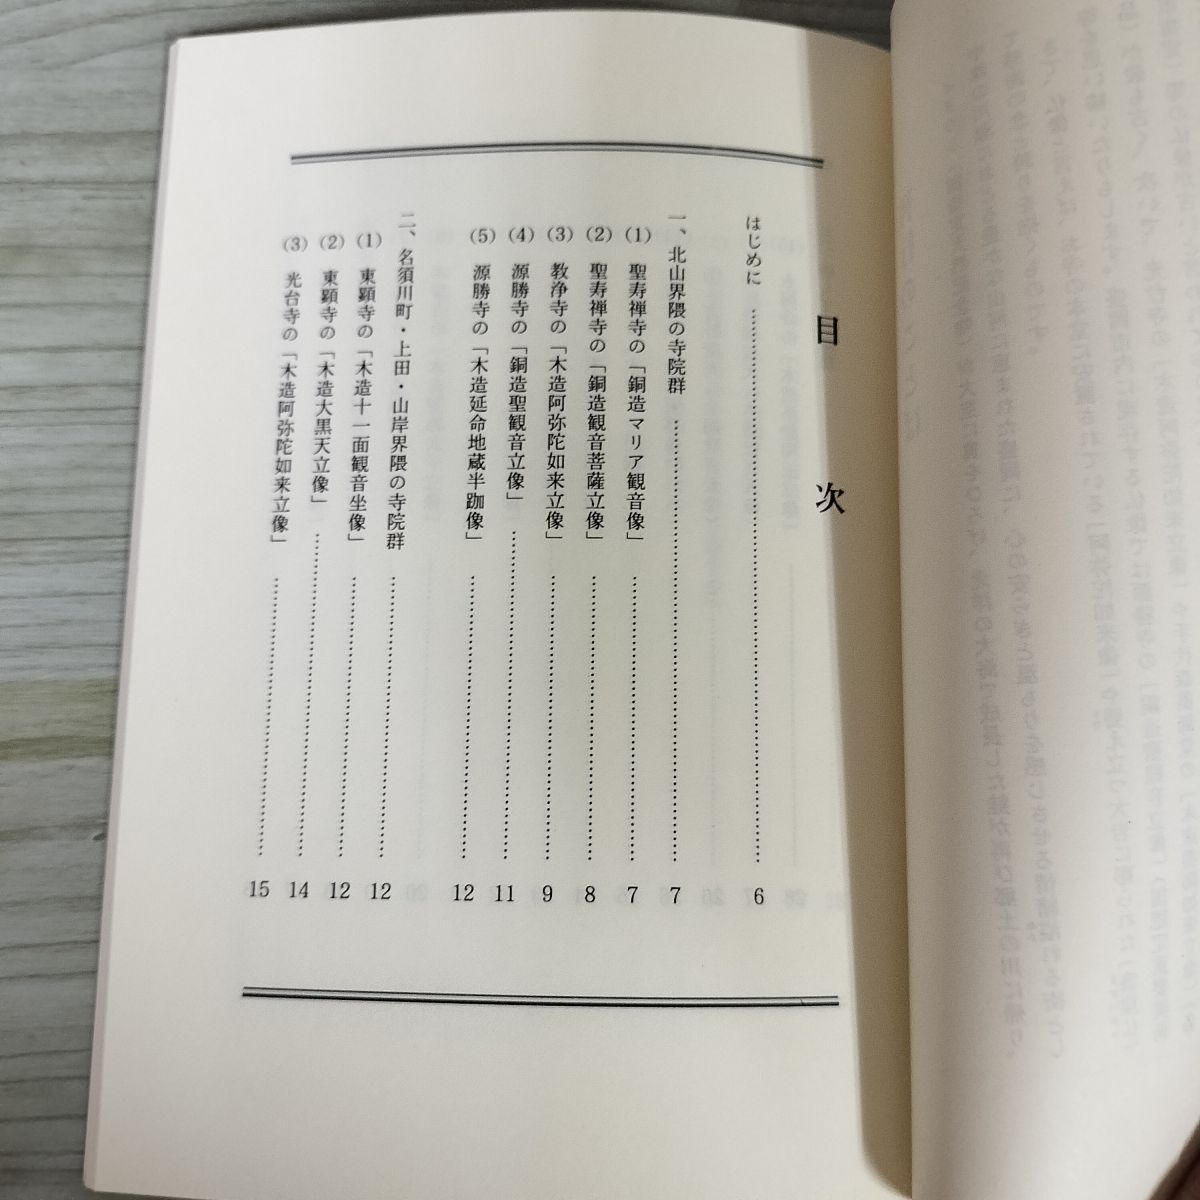 目次
はじめに……………………6
一、北山界隈の寺院群……………………7
(1) 聖寿禅寺の「銅造マリア観音像」……………………7
(2) 聖寿禅寺の「銅造観音菩薩立像」……………………8
(3) 教浄寺の「木造阿弥陀如来立像」……………………9
(4) 源勝寺の「銅造聖観音立像」……………………11
(5) 源勝寺の「木造延命地蔵半跏像」……………………12
二、名須川町・上田・山岸界隈の寺院群……………………12
(1) 東顕寺の「木造十一面観音坐像」……………………12
(2) 東顕寺の「木造大黒天立像」……………………14
(3) 光台寺の「木造阿弥陀如来立像」……………………15